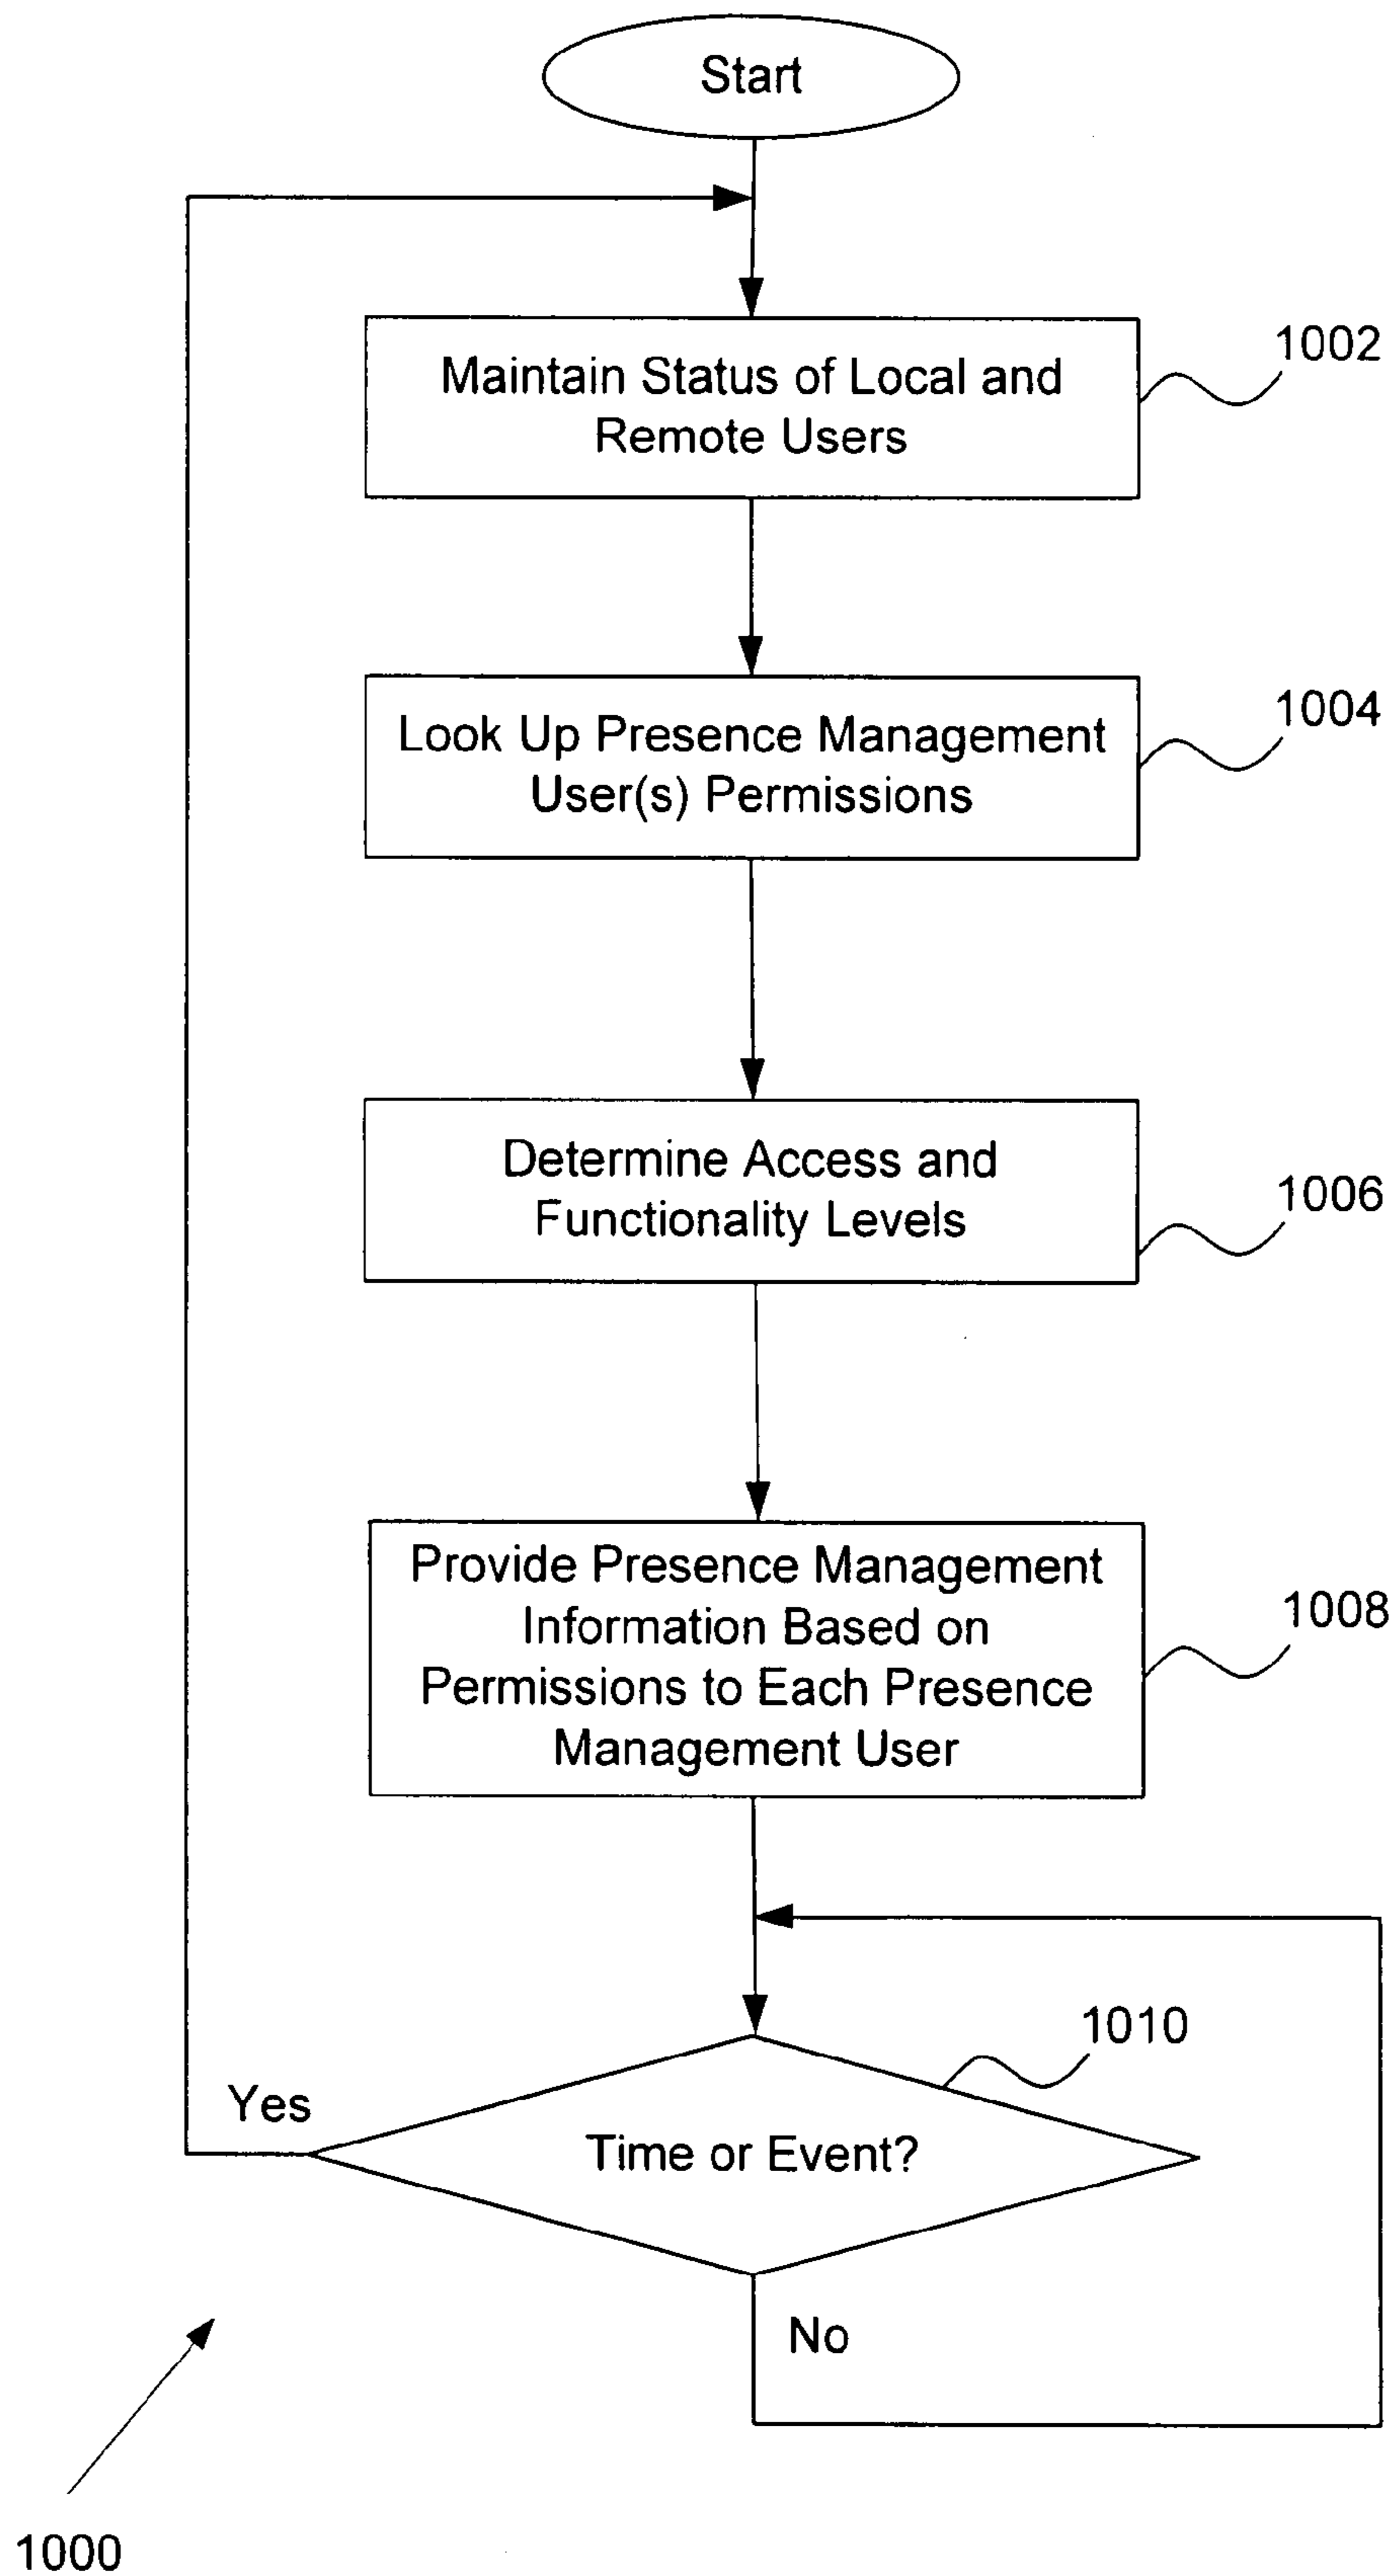 Start
Maintain Status of Local and
Remote Users
1002
Look Up Presence Management
User(s) Permissions
1004
Determine Access and
Functionality Levels
1006
Provide Presence Management
Information Based on
Permissions to Each Presence
Management User
1008
1010
Yes
Time or Event?
No
1000